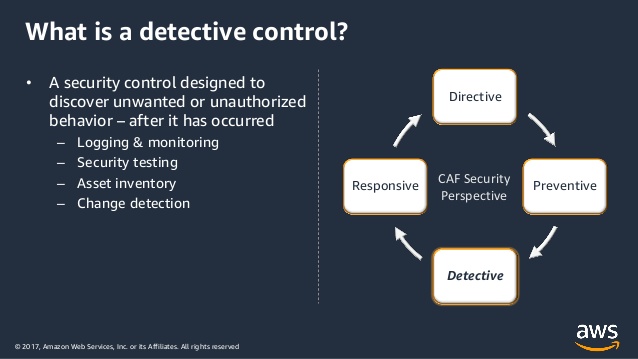 What is a detective control?
• A security control designed to
discover unwanted or unauthorized
behavior – after it has occurred
– Logging & monitoring
– Security testing
– Asset inventory
– Change detection
Directive
Responsive
CAF Security
Perspective
Preventive
Detective
© 2017, Amazon Web Services, Inc. or its Affiliates. All rights reserved
aws